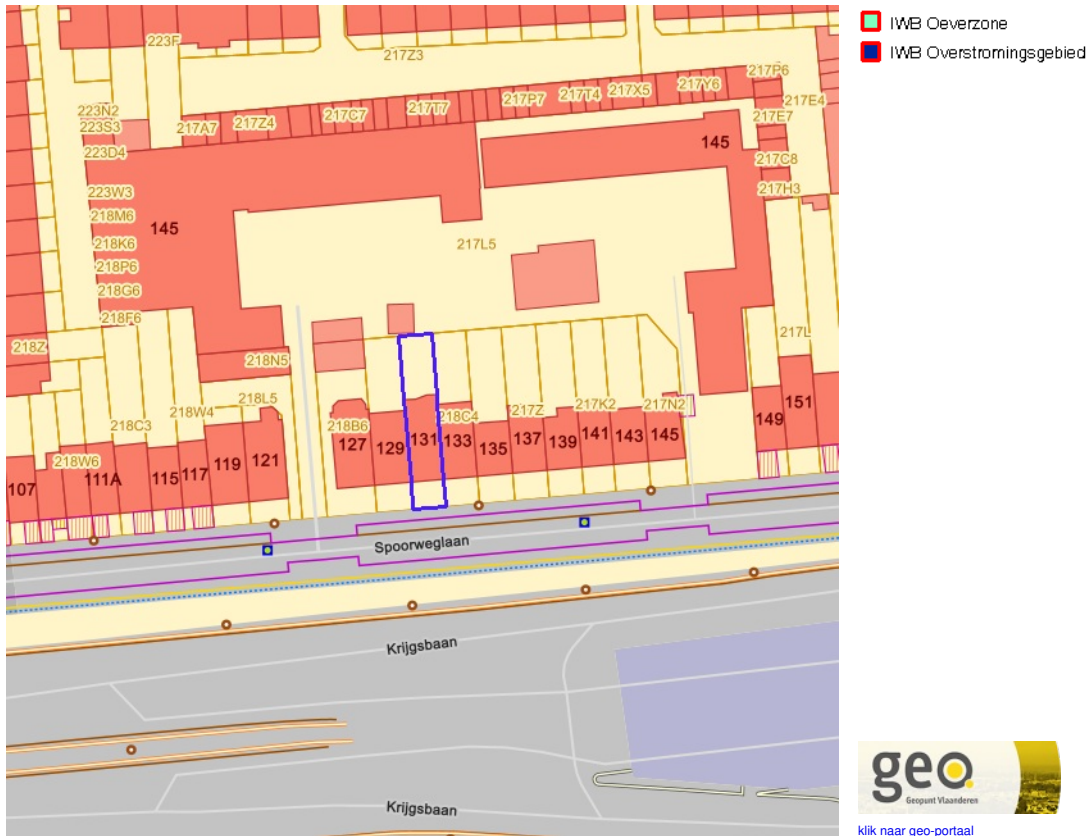 IWB Oeverzone
IWB Overstromingsgebied
223F
217Z3
217P6
223N2
217A7
217Z4
217C7
217T7
217P7
217T4
217X5
217Y6
217E4
223S3
217E7
223D4
145
217C8
223W3
217H3
218M6
145
218K6
217L5
218P6
218G6
218F6
217L
218Z
218N5
218L5
218W4
218C3
218B6
218C4
217Z
217K2
217N2
127
129
131
133
135
137
139
141
143
145
149
151
218W6
107
111A
115
117
119
121
Spoorweglaan
Krijgsbaan
Krijgsbaan
geo
Geopunt Vlaanderen
klik naar geo-portaal